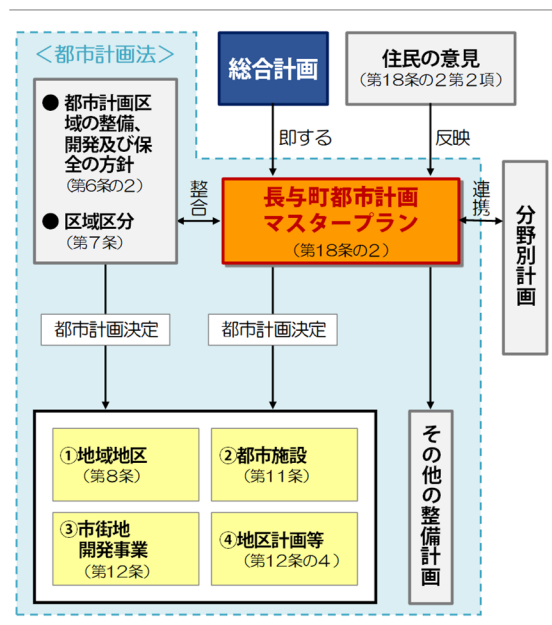 <都市計画法>
総合計画
住民の意見
(第18条の2第2項)
● 都市計画区
域の整備、
開発及び保
全の方針
(第6条の2)
● 区域区分
(第7条)
即する
反映
整合
長与町都市計画
マスタープラン
(第18条の2)
連携
分野別計画
都市計画決定
都市計画決定
①地域地区
(第8条)
②都市施設
(第11条)
③市街地
開発事業
(第12条)
④地区計画等
(第12条の4)
その他の整備計画